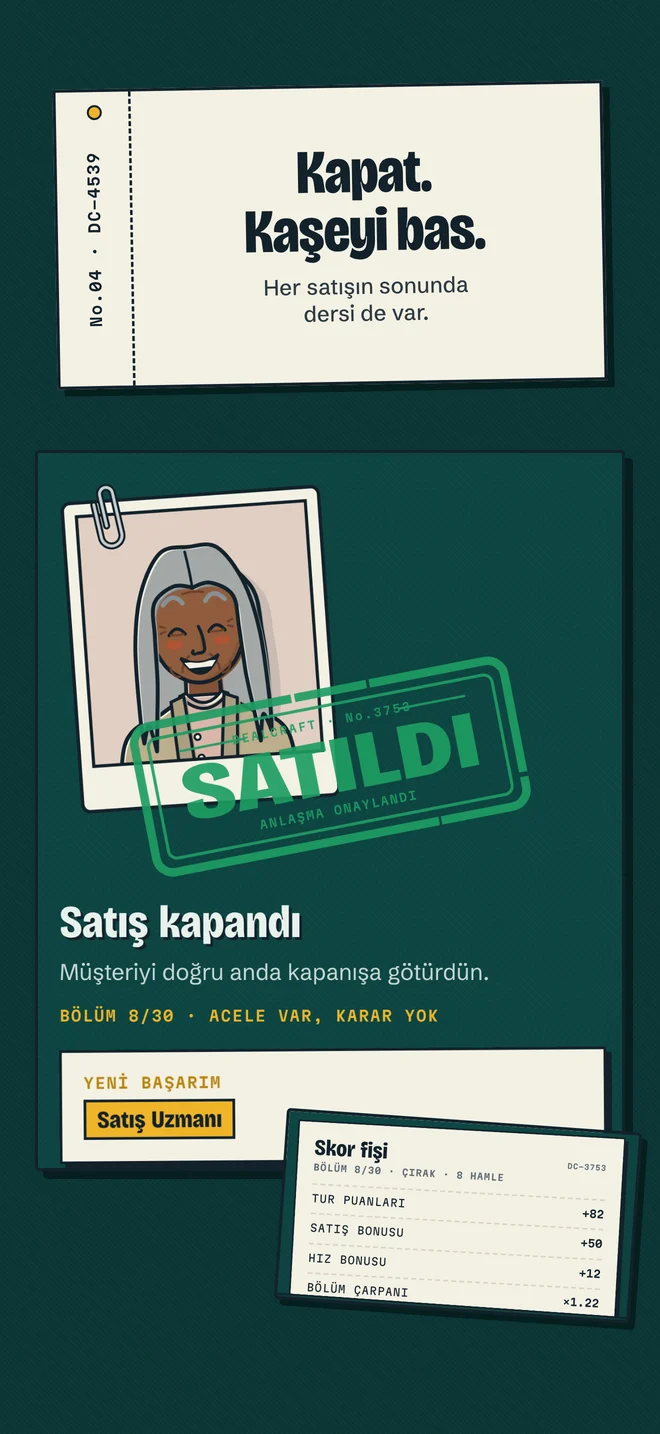 No.04 · DC-4539
Kapat.
Kaşeyi bas.
Her satışın sonunda
dersi de var.
DEALCRAFT · No.3753
SATILDI
ANLAŞMA ONAYLANDI
Satış kapandı
Müşteriyi doğru anda kapanışa götürdün.
BÖLÜM 8/30 · ACELE VAR, KARAR YOK
YENİ BAŞARIM
Satış Uzmanı
Skor fişi
DC-3753
BÖLÜM 8/30 · ÇIRAK · 8 HAMLE
TUR PUANLARI +82
SATIŞ BONUSU +50
HIZ BONUSU +12
BÖLÜM ÇARPANI ×1.22